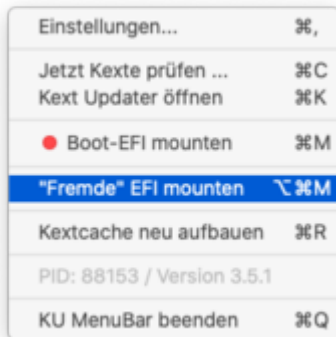 Einstellungen... ⌘,
Jetzt Kexte prüfen ... ⌘C
Kext Updater öffnen ⌘K
Boot-EFI mounten ⌘M
"Fremde" EFI mounten ⌥⌘M
Kextcache neu aufbauen ⌘R
PID: 88153 / Version 3.5.1
KU MenuBar beenden ⌘Q